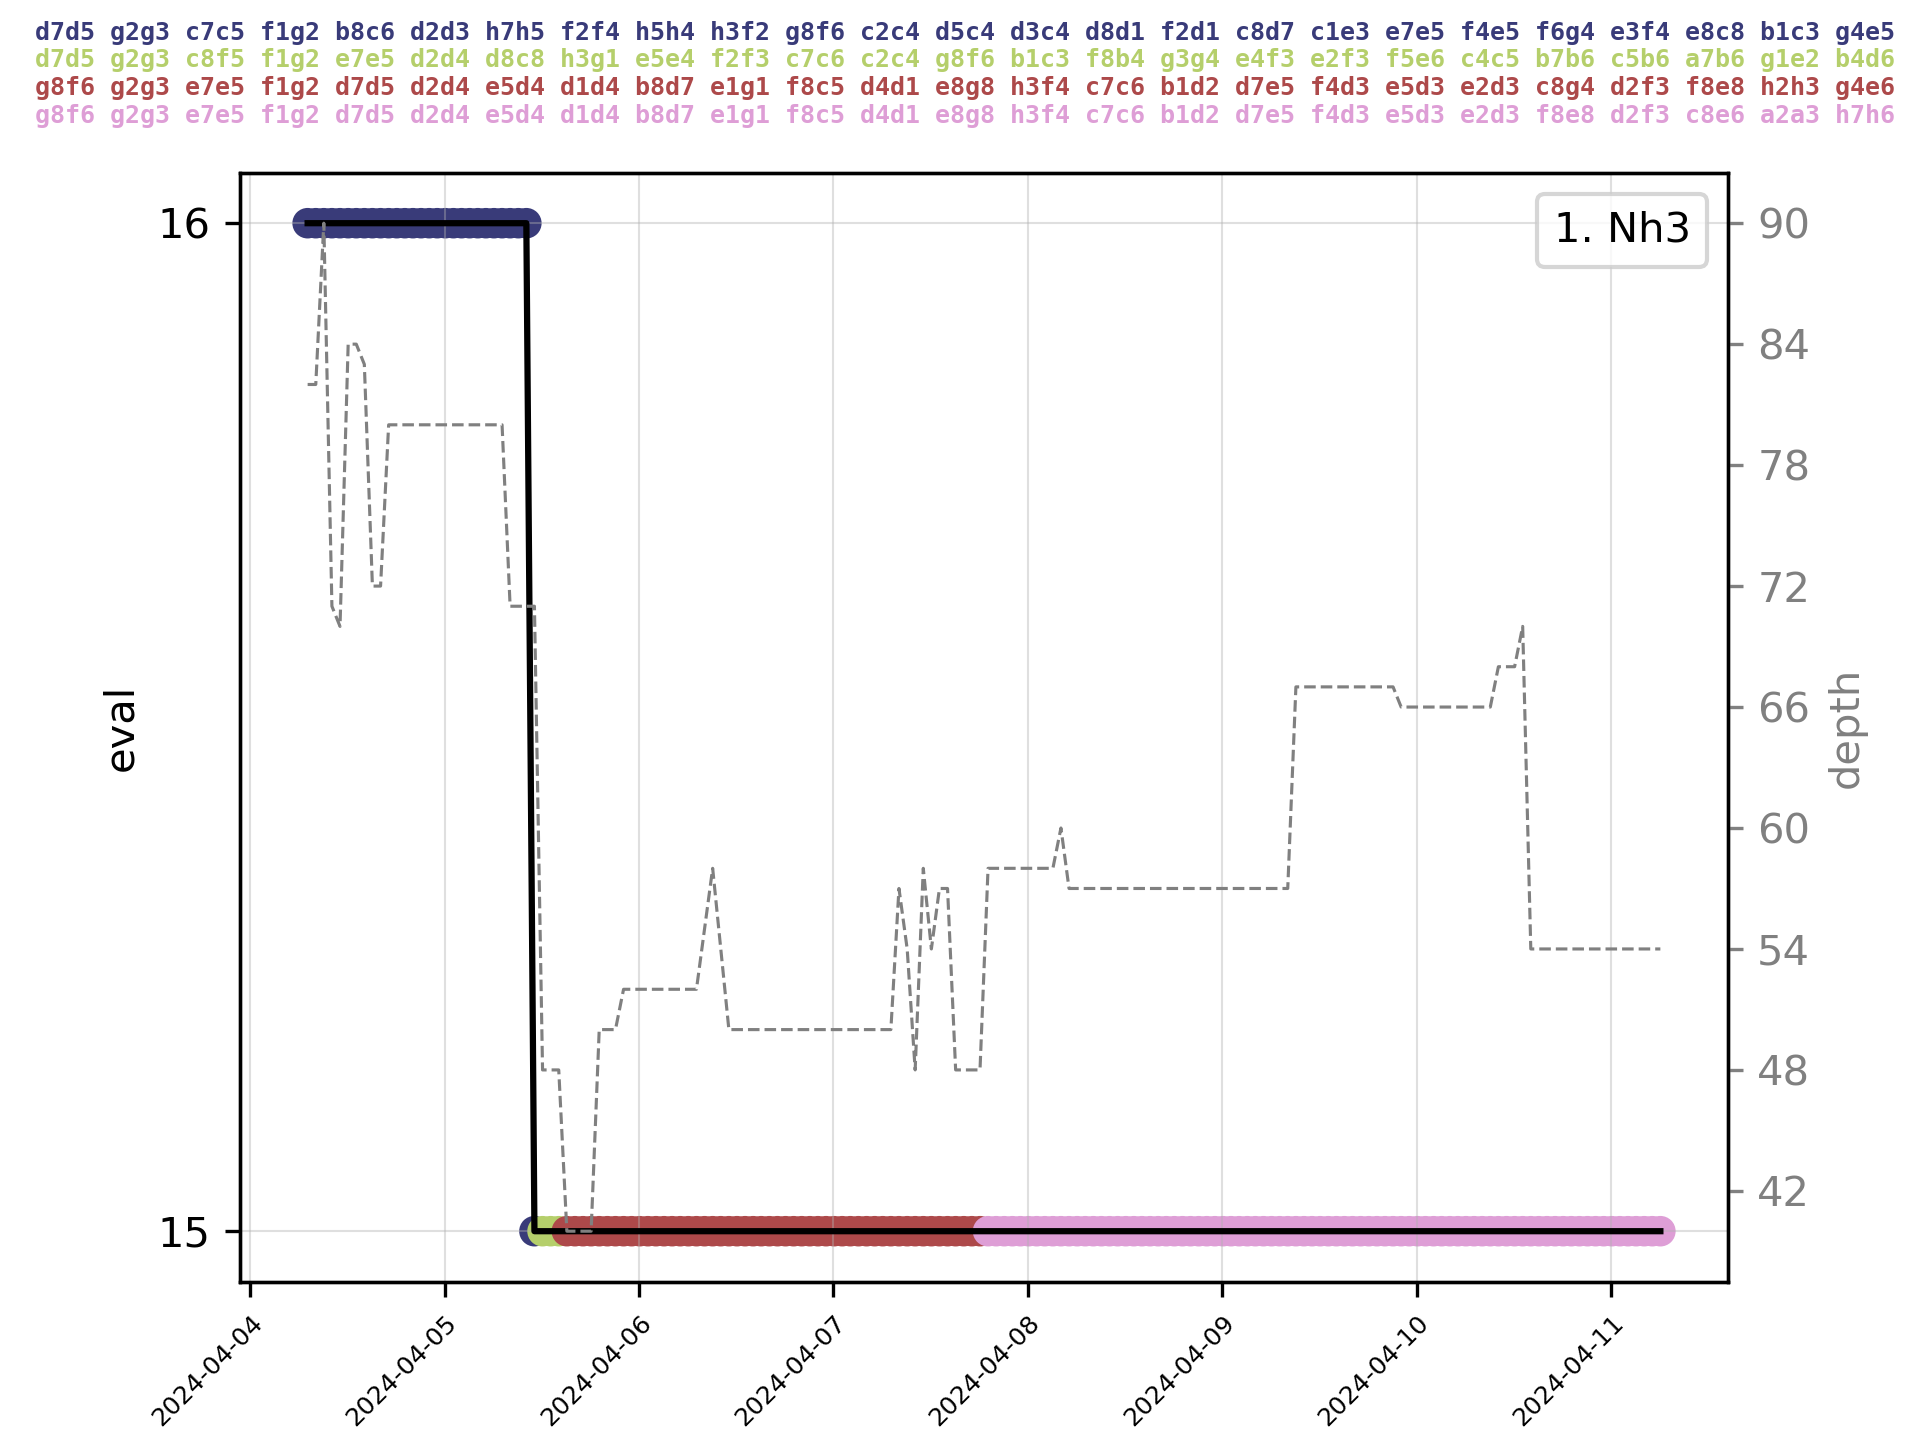 d7d5 g2g3 c7c5 f1g2 b8c6 d2d3 h7h5 f2f4 h5h4 h3f2 g8f6 c2c4 d5c4 d3c4 d8d1 f2d1 c8d7 c1e3 e7e5 f4e5 f6g4 e3f4 e8c8 b1c3 g4e5
d7d5 g2g3 c8f5 f1g2 e7e5 d2d4 d8c8 h3g1 e5e4 f2f3 c7c6 c2c4 g8f6 b1c3 f8b4 g3g4 e4f3 e2f3 f5e6 c4c5 b7b6 c5b6 a7b6 g1e2 b4d6
g8f6 g2g3 e7e5 f1g2 d7d5 d2d4 e5d4 d1d4 b8d7 e1g1 f8c5 d4d1 e8g8 h3f4 c7c6 b1d2 d7e5 f4d3 e5d3 e2d3 c8g4 d2f3 f8e8 h2h3 g4e6
g8f6 g2g3 e7e5 f1g2 d7d5 d2d4 e5d4 d1d4 b8d7 e1g1 f8c5 d4d1 e8g8 h3f4 c7c6 b1d2 d7e5 f4d3 e5d3 e2d3 f8e8 d2f3 c8e6 a2a3 h7h6
1. Nh3
16
15
eval
90
84
78
72
66
60
54
48
42
depth
2024-04-04
2024-04-05
2024-04-06
2024-04-07
2024-04-08
2024-04-09
2024-04-10
2024-04-11